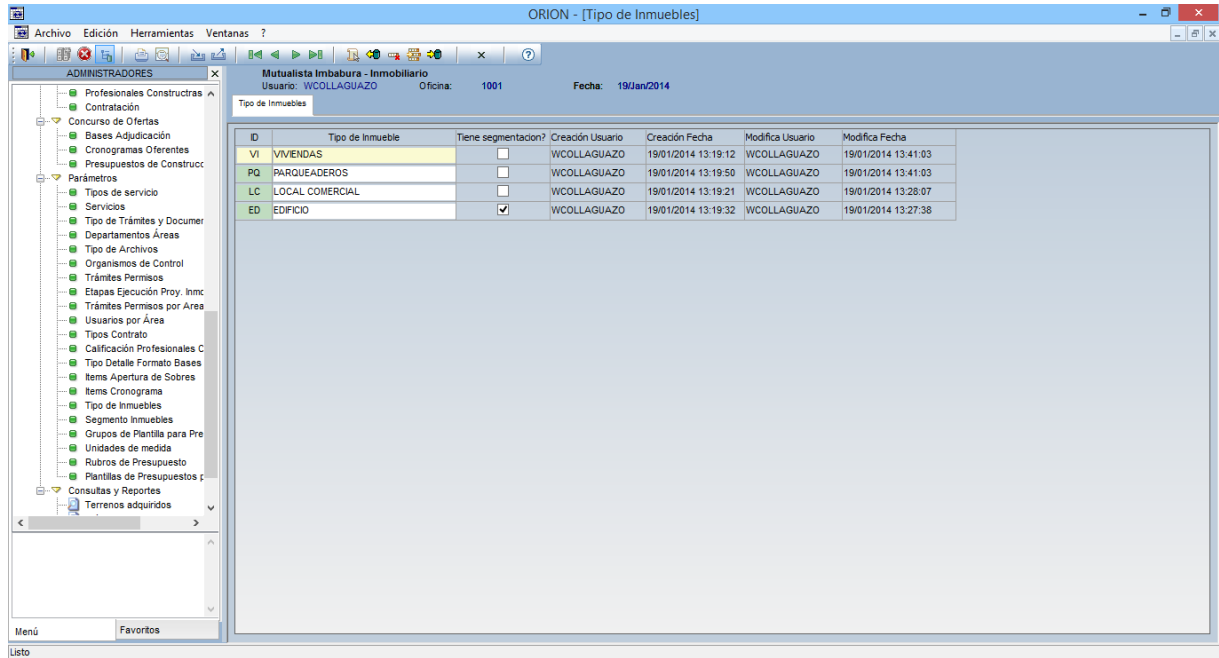 ORION - [Tipo de Inmuebles]
Archivo Edición Herramientas Ventanas ?
ADMINISTRADORES
Profesionales Constructras
Contratación
Concurso de Ofertas
Bases Adjudicación
Cronogramas Oferentes
Presupuestos de Construcc
Parámetros
Tipos de servicio
Servicios
Tipo de Trámites y Documer
Departamentos Áreas
Tipo de Archivos
Organismos de Control
Trámites Permisos
Etapas Ejecución Proy. Inmc
Trámites Permisos por Area
Usuarios por Área
Tipos Contrato
Calificación Profesionales C
Tipo Detalle Formato Bases
Items Apertura de Sobres
Items Cronograma
Tipo de Inmuebles
Segmento Inmuebles
Grupos de Plantilla para Pre
Unidades de medida
Rubros de Presupuesto
Plantillas de Presupuestos p
Consultas y Reportes
Terrenos adquiridos
Menú Favoritos
Listo
Mutualista Imbabura - Inmobiliario
Usuario: WCOLLAGUAZO Oficina: 1001 Fecha: 19/Jan/2014
Tipo de Inmuebles
ID Tipo de Inmueble Tiene segmentacion? Creación Usuario Creación Fecha Modifica Usuario Modifica Fecha
VI VIVIENDAS WCOLLAGUAZO 19/01/2014 13:19:12 WCOLLAGUAZO 19/01/2014 13:41:03
PQ PARQUEADEROS WCOLLAGUAZO 19/01/2014 13:19:50 WCOLLAGUAZO 19/01/2014 13:41:03
LC LOCAL COMERCIAL WCOLLAGUAZO 19/01/2014 13:19:21 WCOLLAGUAZO 19/01/2014 13:28:07
ED EDIFICIO WCOLLAGUAZO 19/01/2014 13:19:32 WCOLLAGUAZO 19/01/2014 13:27:38